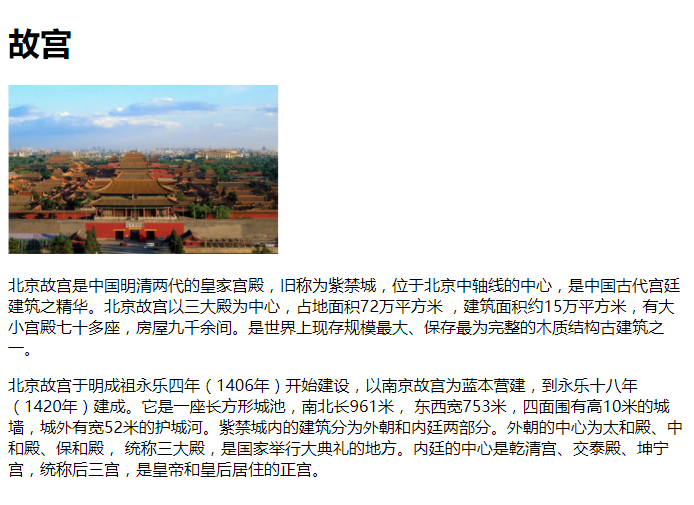 故宫
北京故宫是中国明清两代的皇家宫殿，旧称为紫禁城，位于北京中轴线的中心，是中国古代宫廷
建筑之精华。北京故宫以三大殿为中心，占地面积72万平方米 ，建筑面积约15万平方米，有大
小宫殿七十多座，房屋九千余间。是世界上现存规模最大、保存最为完整的木质结构古建筑之
一。
北京故宫于明成祖永乐四年（1406年）开始建设，以南京故宫为蓝本营建，到永乐十八年
（1420年）建成。它是一座长方形城池，南北长961米， 东西宽753米，四面围有高10米的城
墙，城外有宽52米的护城河。紫禁城内的建筑分为外朝和内廷两部分。外朝的中心为太和殿、中
和殿、保和殿， 统称三大殿，是国家举行大典礼的地方。内廷的中心是乾清宫、交泰殿、坤宁
宫，统称后三宫，是皇帝和皇后居住的正宫。